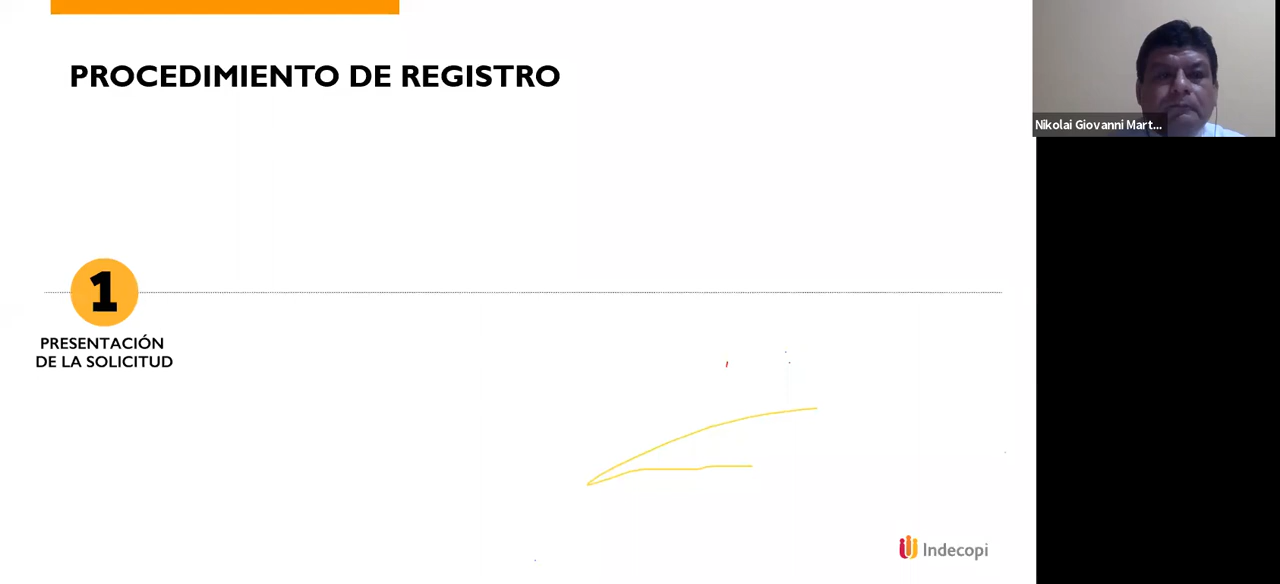 PROCEDIMIENTO DE REGISTRO
Nikolai Giovanni Mart...
1
PRESENTACIÓN
DE LA SOLICITUD
Indecopi